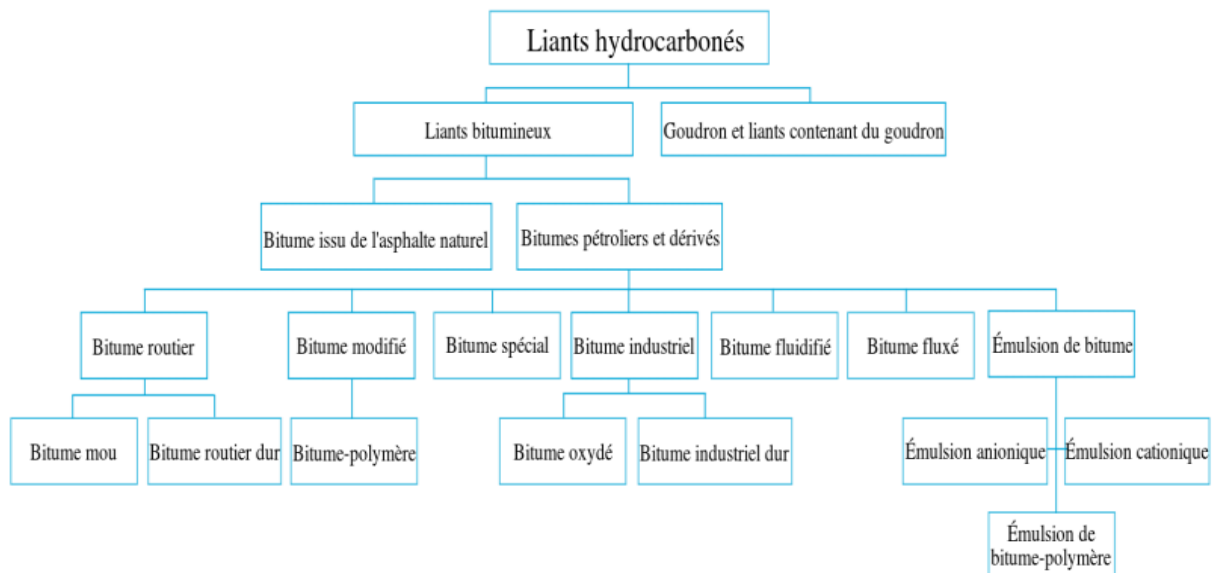 Liants hydrocarbonés
Liants bitumineux
Goudron et liants contenant du goudron
Bitume issu de l'asphalte naturel
Bitumes pétroliers et dérivés
Bitume routier
Bitume modifié
Bitume spécial
Bitume industriel
Bitume fluidifié
Bitume fluxé
Émulsion de bitume
Bitume mou
Bitume routier dur
Bitume-polymère
Bitume oxydé
Bitume industriel dur
Émulsion anionique
Émulsion cationique
Émulsion de
bitume-polymère